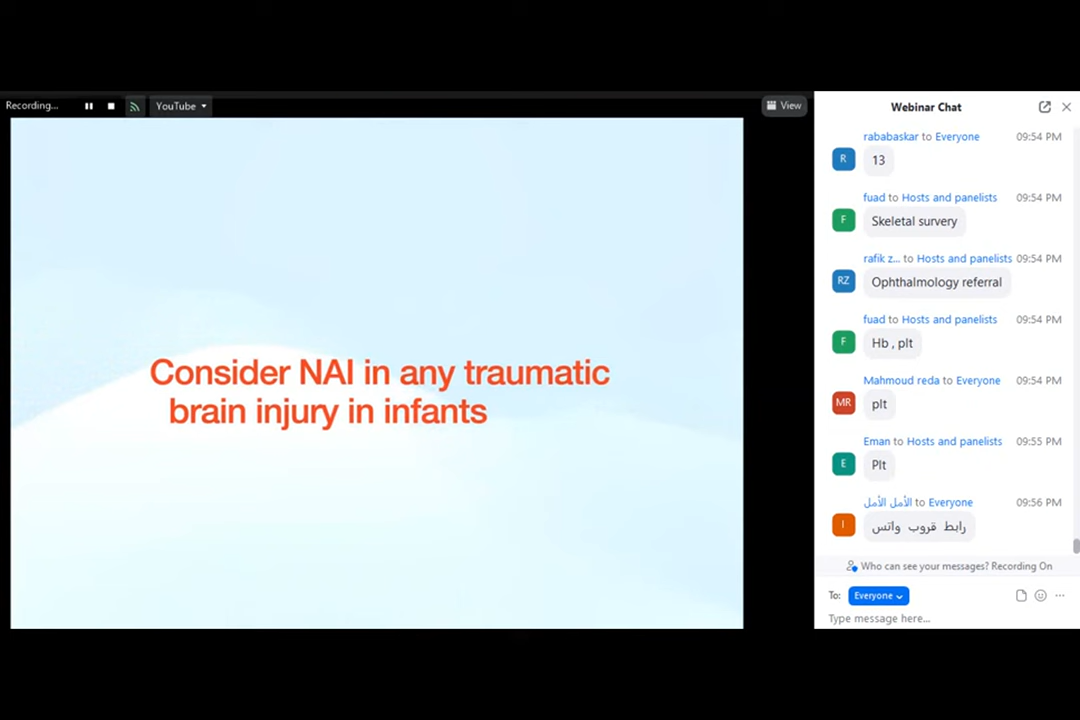 Recording...
YouTube
View
Consider NAI in any traumatic
brain injury in infants
Webinar Chat
rababaskar to Everyone 09:54 PM
R
13
fuad to Hosts and panelists 09:54 PM
F
Skeletal survery
rafik z... to Hosts and panelists 09:54 PM
RZ
Ophthalmology referral
fuad to Hosts and panelists 09:54 PM
F
Hb , plt
Mahmoud reda to Everyone 09:54 PM
MR
plt
Eman to Hosts and panelists 09:55 PM
E
Plt
الأمل الأمل to Everyone 09:56 PM
ا
رابط قروب واتس
Who can see your messages? Recording On
To: Everyone
Type message here...